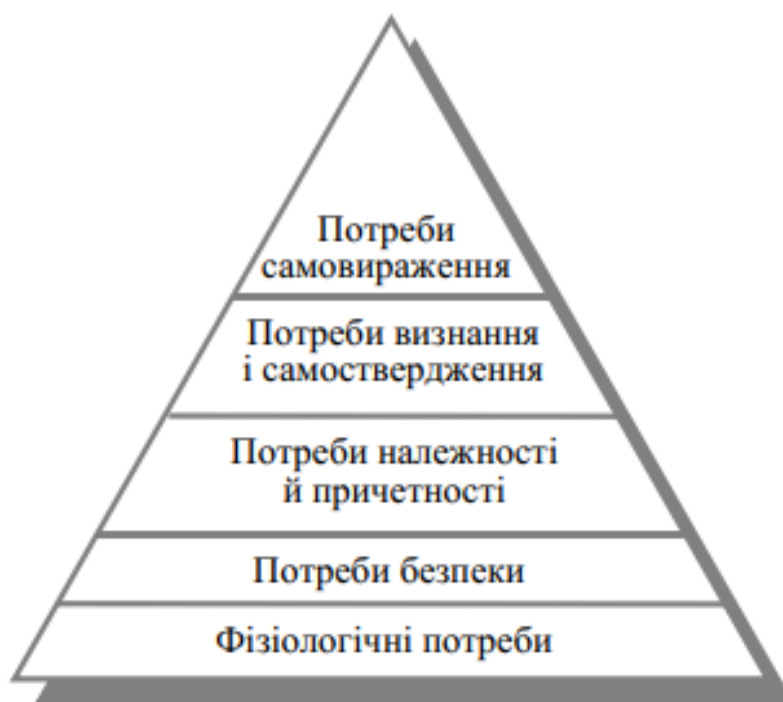 Потреби
самовираження
Потреби визнання
і самоствердження
Потреби належності
й причетності
Потреби безпеки
Фізіологічні потреби